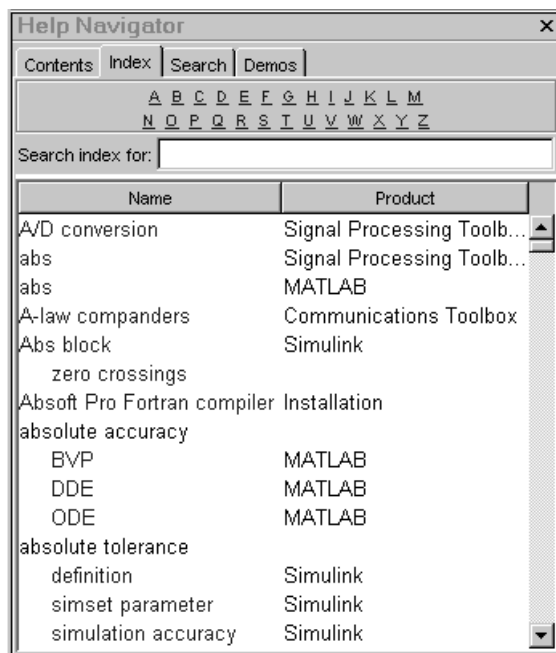 Help Navigator
Contents Index Search Demos
A B C D E F G H I J K L M
N O P Q R S T U V W X Y Z
Search index for:
Name Product
A/D conversion Signal Processing Toolb...
abs Signal Processing Toolb...
abs MATLAB
A-law companders Communications Toolbox
Abs block Simulink
zero crossings
Absoft Pro Fortran compiler Installation
absolute accuracy
BVP MATLAB
DDE MATLAB
ODE MATLAB
absolute tolerance
definition Simulink
simset parameter Simulink
simulation accuracy Simulink